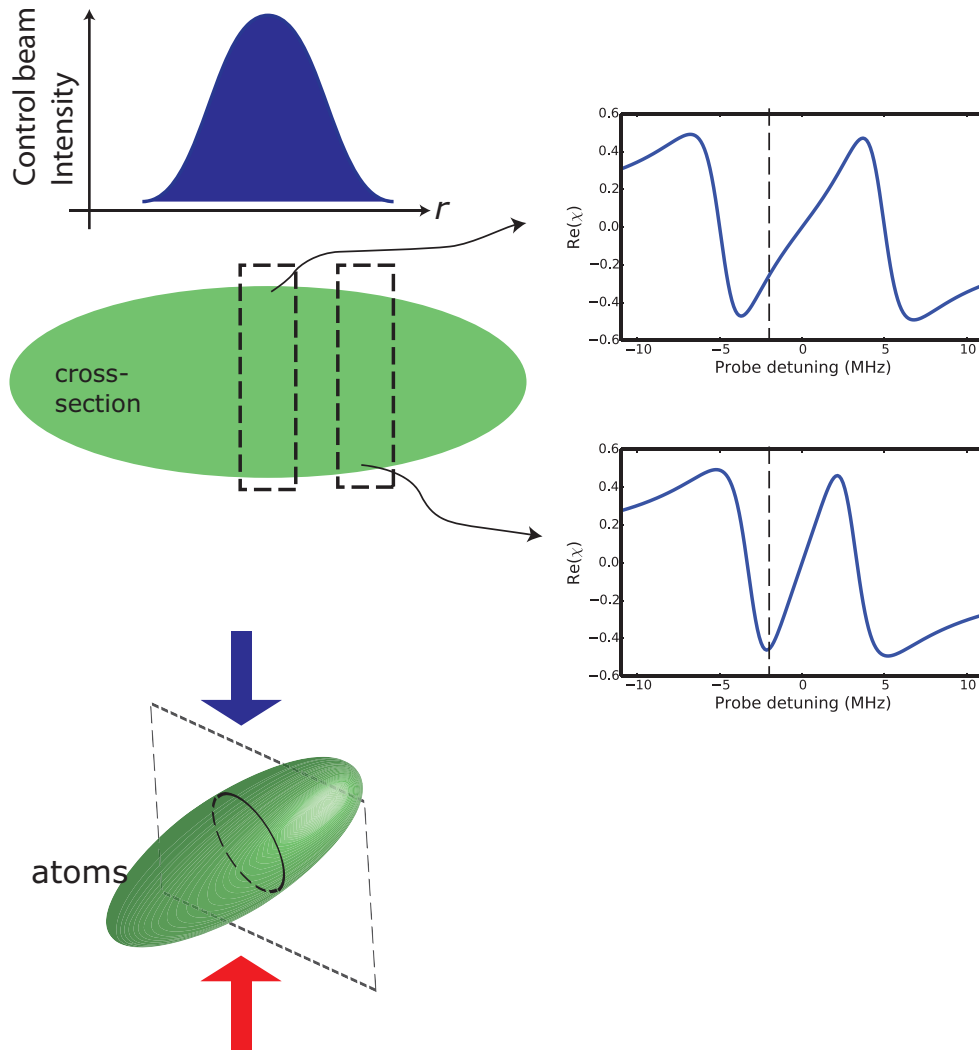 Control beam
Intensity
r
cross-
section
atoms
0.6
0.4
0.2
0.0
−0.2
−0.4
−0.6
Re(χ)
−10
−5
0
5
10
Probe detuning (MHz)
0.6
0.4
0.2
0.0
−0.2
−0.4
−0.6
Re(χ)
−10
−5
0
5
10
Probe detuning (MHz)